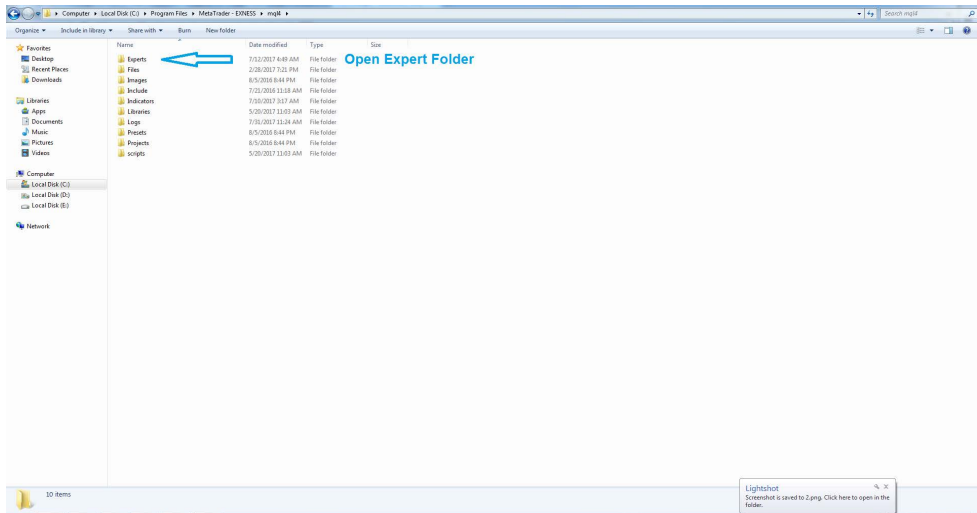 Computer ▸ Local Disk (C:) ▸ Program Files ▸ MetaTrader - EXNESS ▸ mql4 ▸
Search mql4
Organize ▾ Include in library ▾ Share with ▾ Burn New folder
Name Date modified Type Size
Favorites
Desktop
Recent Places
Downloads
Libraries
Apps
Documents
Music
Pictures
Videos
Computer
Local Disk (C:)
Local Disk (D:)
Local Disk (E:)
Network
Experts 7/12/2017 4:49 AM File folder
Open Expert Folder
Files 2/28/2017 7:21 PM File folder
Images 8/5/2016 8:44 PM File folder
Include 7/21/2016 11:18 AM File folder
Indicators 7/10/2017 3:17 AM File folder
Libraries 5/20/2017 11:03 AM File folder
Logs 7/31/2017 11:24 AM File folder
Presets 8/5/2016 8:44 PM File folder
Projects 8/5/2016 8:44 PM File folder
scripts 5/20/2017 11:03 AM File folder
10 items
Lightshot
Screenshot is saved to 2.png. Click here to open in the
folder.